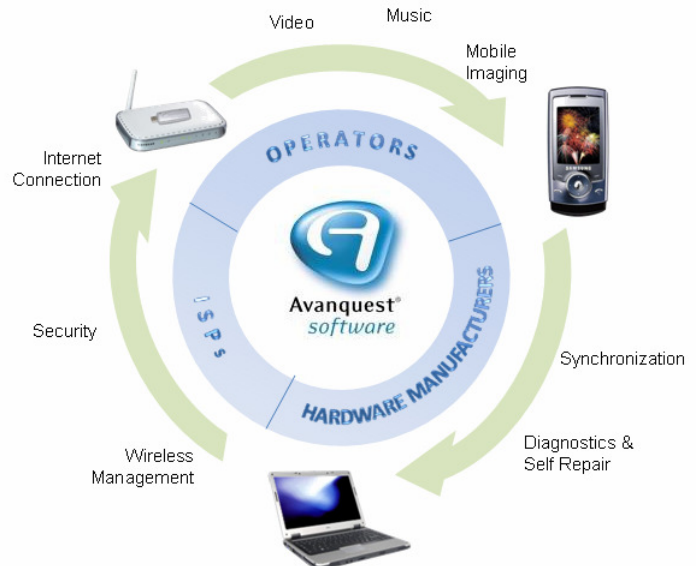 Video
Music
Mobile
Imaging
Internet
Connection
OPERATORS
SAMSUNG
Avanquest®
software
ISPs
HARDWARE MANUFACTURERS
Security
Synchronization
Wireless
Management
Diagnostics &
Self Repair